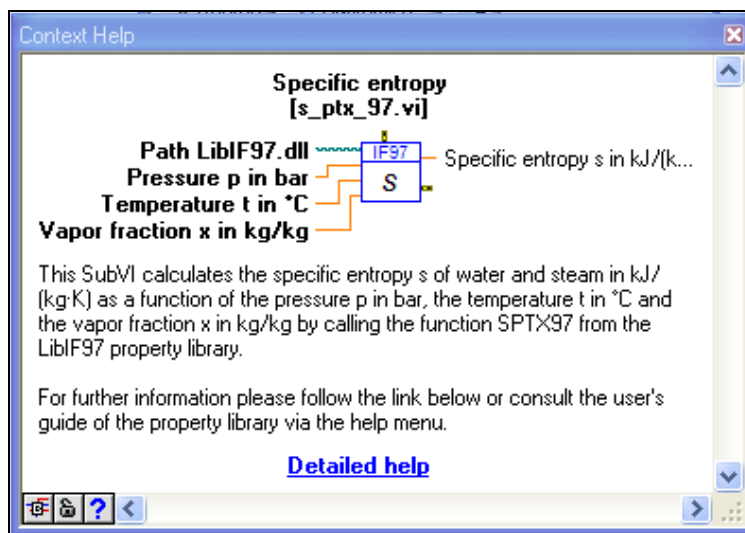 Context Help
Specific entropy
[s_ptx_97.vi]
Path LibIF97.dll
IF97
Specific entropy s in kJ/(k...
Pressure p in bar
S
Temperature t in °C
Vapor fraction x in kg/kg
This SubVI calculates the specific entropy s of water and steam in kJ/
(kg·K) as a function of the pressure p in bar, the temperature t in °C and
the vapor fraction x in kg/kg by calling the function SPTX97 from the
LibIF97 property library.
For further information please follow the link below or consult the user's
guide of the property library via the help menu.
Detailed help
?